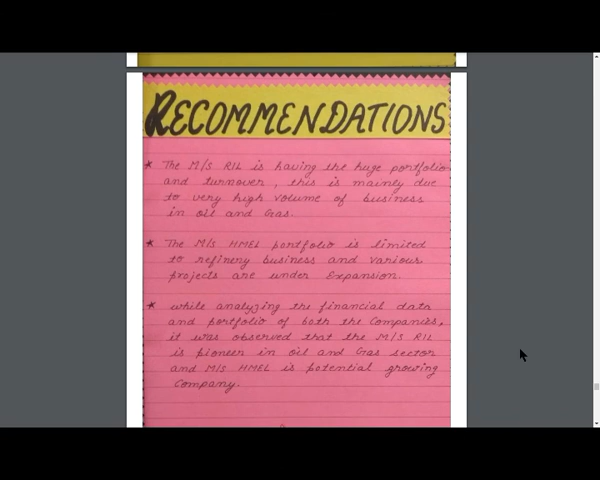 RECOMMENDATIONS
* The M/S RIL is having the huge portfolio
and turnover, this is mainly due
to very high volume of business
in oil and Gas.
* The M/S HMEL portfolio is limited
to refinery business and various
projects are under Expansion.
* while analyzing the financial data
and portfolio of both the Companies,
it was observed that the M/S RIL
is pioneer in oil and Gas sector
and M/S HMEL is potential growing
Company.